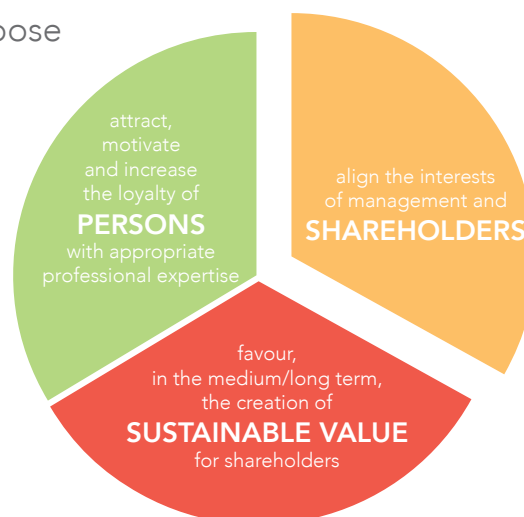 attract,
motivate
and increase
the loyalty of
PERSONS
with appropriate
professional expertise
align the interests
of management and
SHAREHOLDERS
favour,
in the medium/long term,
the creation of
SUSTAINABLE VALUE
for shareholders